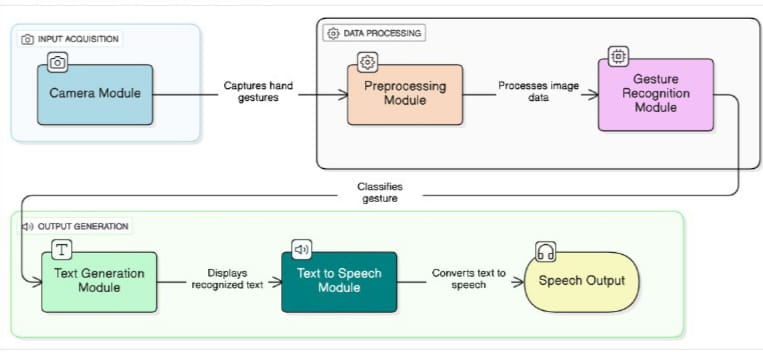 INPUT ACQUISITION
Camera Module
Captures hand
gestures
DATA PROCESSING
Preprocessing
Module
Processes image
data
Gesture
Recognition
Module
Classifies
gesture
OUTPUT GENERATION
T
Text Generation
Module
Displays
recognized text
Text to Speech
Module
Converts text to
speech
Speech Output